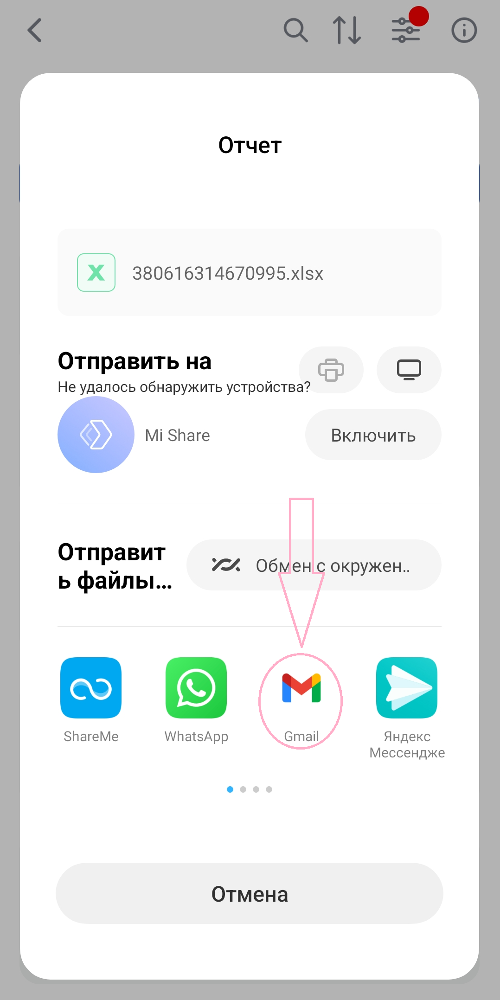 Отчет
380616314670995.xlsx
Отправить на
Не удалось обнаружить устройства?
Mi Share
Включить
Отправит
ь файлы...
Обмен с окружен..
ShareMe
WhatsApp
Gmail
Яндекс
Мессендже
Отмена